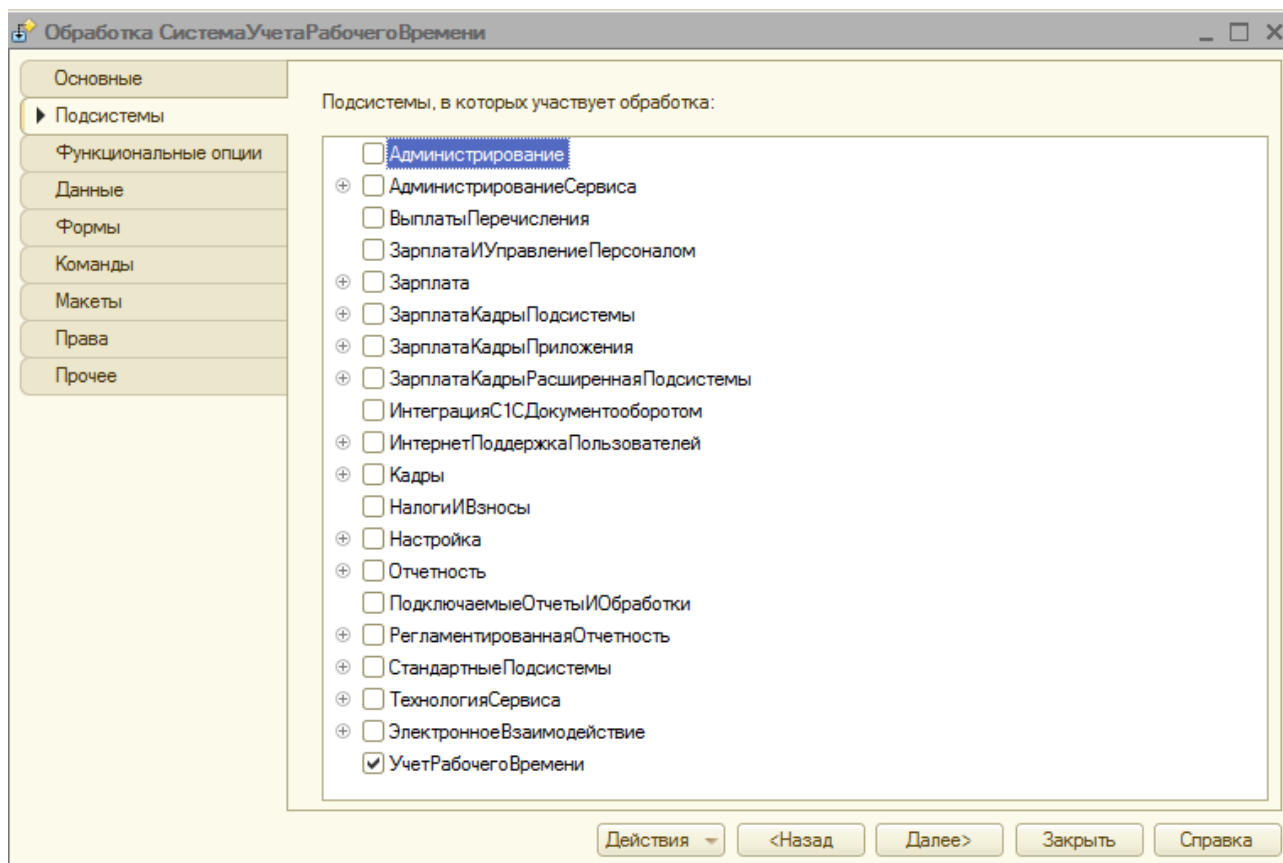 Обработка СистемаУчетаРабочегоВремени
Основные
Подсистемы
Функциональные опции
Данные
Формы
Команды
Макеты
Права
Прочее
Подсистемы, в которых участвует обработка:
Администрирование
АдминистрированиеСервиса
ВыплатыПеречисления
ЗарплатаИУправлениеПерсоналом
Зарплата
ЗарплатаКадрыПодсистемы
ЗарплатаКадрыПриложения
ЗарплатаКадрыРасширеннаяПодсистемы
ИнтеграцияС1СДокументооборотом
ИнтернетПоддержкаПользователей
Кадры
НалогиИВзносы
Настройка
Отчетность
ПодключаемыеОтчетыИОбработки
РегламентированнаяОтчетность
СтандартныеПодсистемы
ТехнологияСервиса
ЭлектронноеВзаимодействие
УчетРабочегоВремени
Действия <Назад Далее> Закрыть Справка